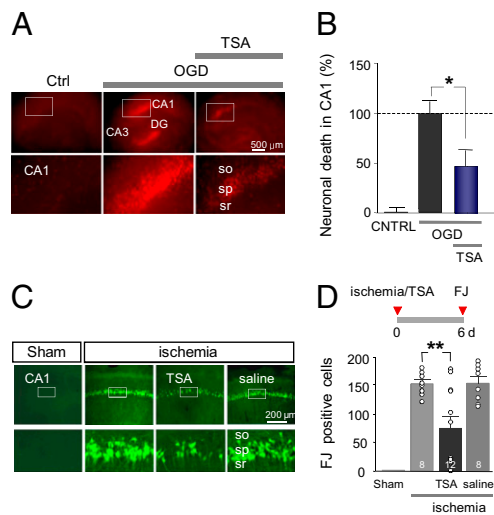 A
TSA
OGD
Ctrl
CA1
CA3
DG
500 µm
CA1
so
sp
sr
B
Neuronal death in CA1 (%)
*
150
100
50
0
CNTRL
OGD
TSA
C
Sham
ischemia
CA1
TSA
saline
200 µm
so
sp
sr
D
ischemia/TSA FJ
0 6 d
**
FJ positive cells
200
150
100
50
0
8 12 8
Sham TSA saline
ischemia